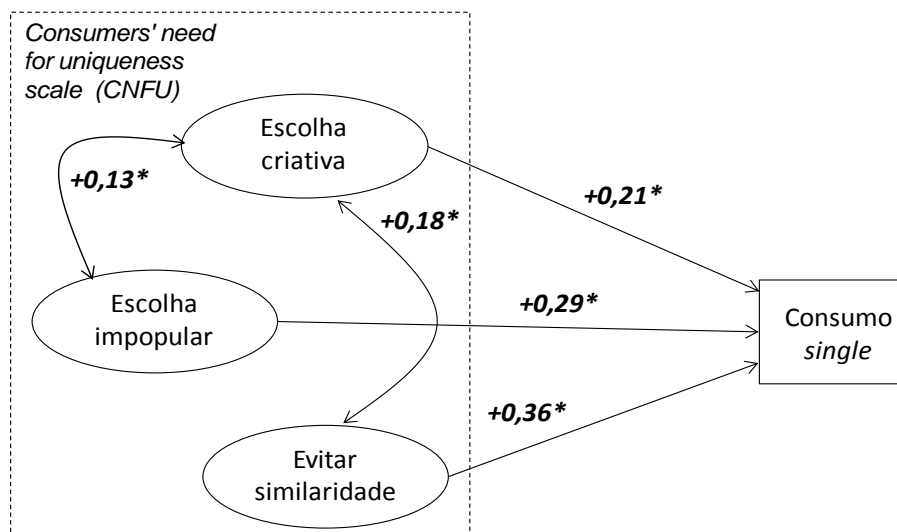 Consumers' need
for uniqueness
scale (CNFU)
Escolha
criativa
+0,13*
+0,18*
+0,21*
Escolha
impopular
+0,29*
Consumo
single
+0,36*
Evitar
similaridade